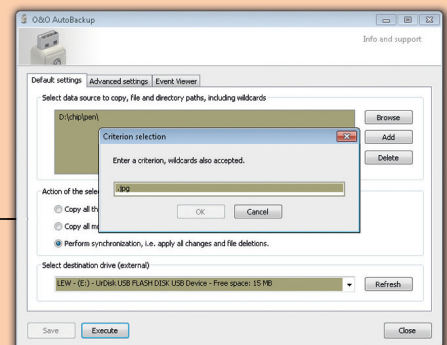 O&O AutoBackup
Info and support
Default settings Advanced settings Event Viewer
Select data source to copy, file and directory paths, including wildcards
D:\chip\pen\
Browse
Add
Delete
Criterion selection
Enter a criterion, wildcards also accepted.
.jpg
OK Cancel
Action of the sele
Copy all th
Copy all m
Perform synchronization, i.e. apply all changes and file deletions.
Select destination drive (external)
LEW - (E:) - UrDisk USB FLASH DISK USB Device - Free space: 15 MB
Refresh
Save Execute Close